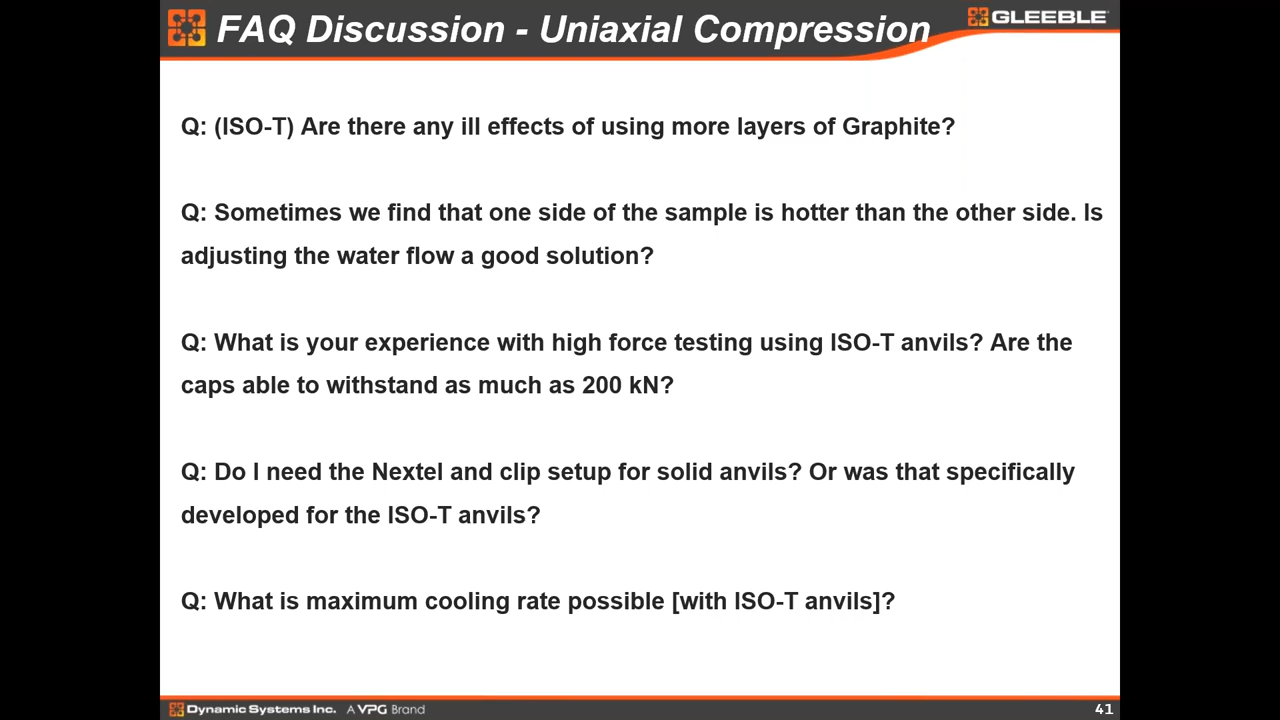 FAQ Discussion - Uniaxial Compression
GLEEBLE
Q: (ISO-T) Are there any ill effects of using more layers of Graphite?
Q: Sometimes we find that one side of the sample is hotter than the other side. Is
adjusting the water flow a good solution?
Q: What is your experience with high force testing using ISO-T anvils? Are the
caps able to withstand as much as 200 kN?
Q: Do I need the Nextel and clip setup for solid anvils? Or was that specifically
developed for the ISO-T anvils?
Q: What is maximum cooling rate possible [with ISO-T anvils]?
Dynamic Systems Inc. A VPG Brand
41